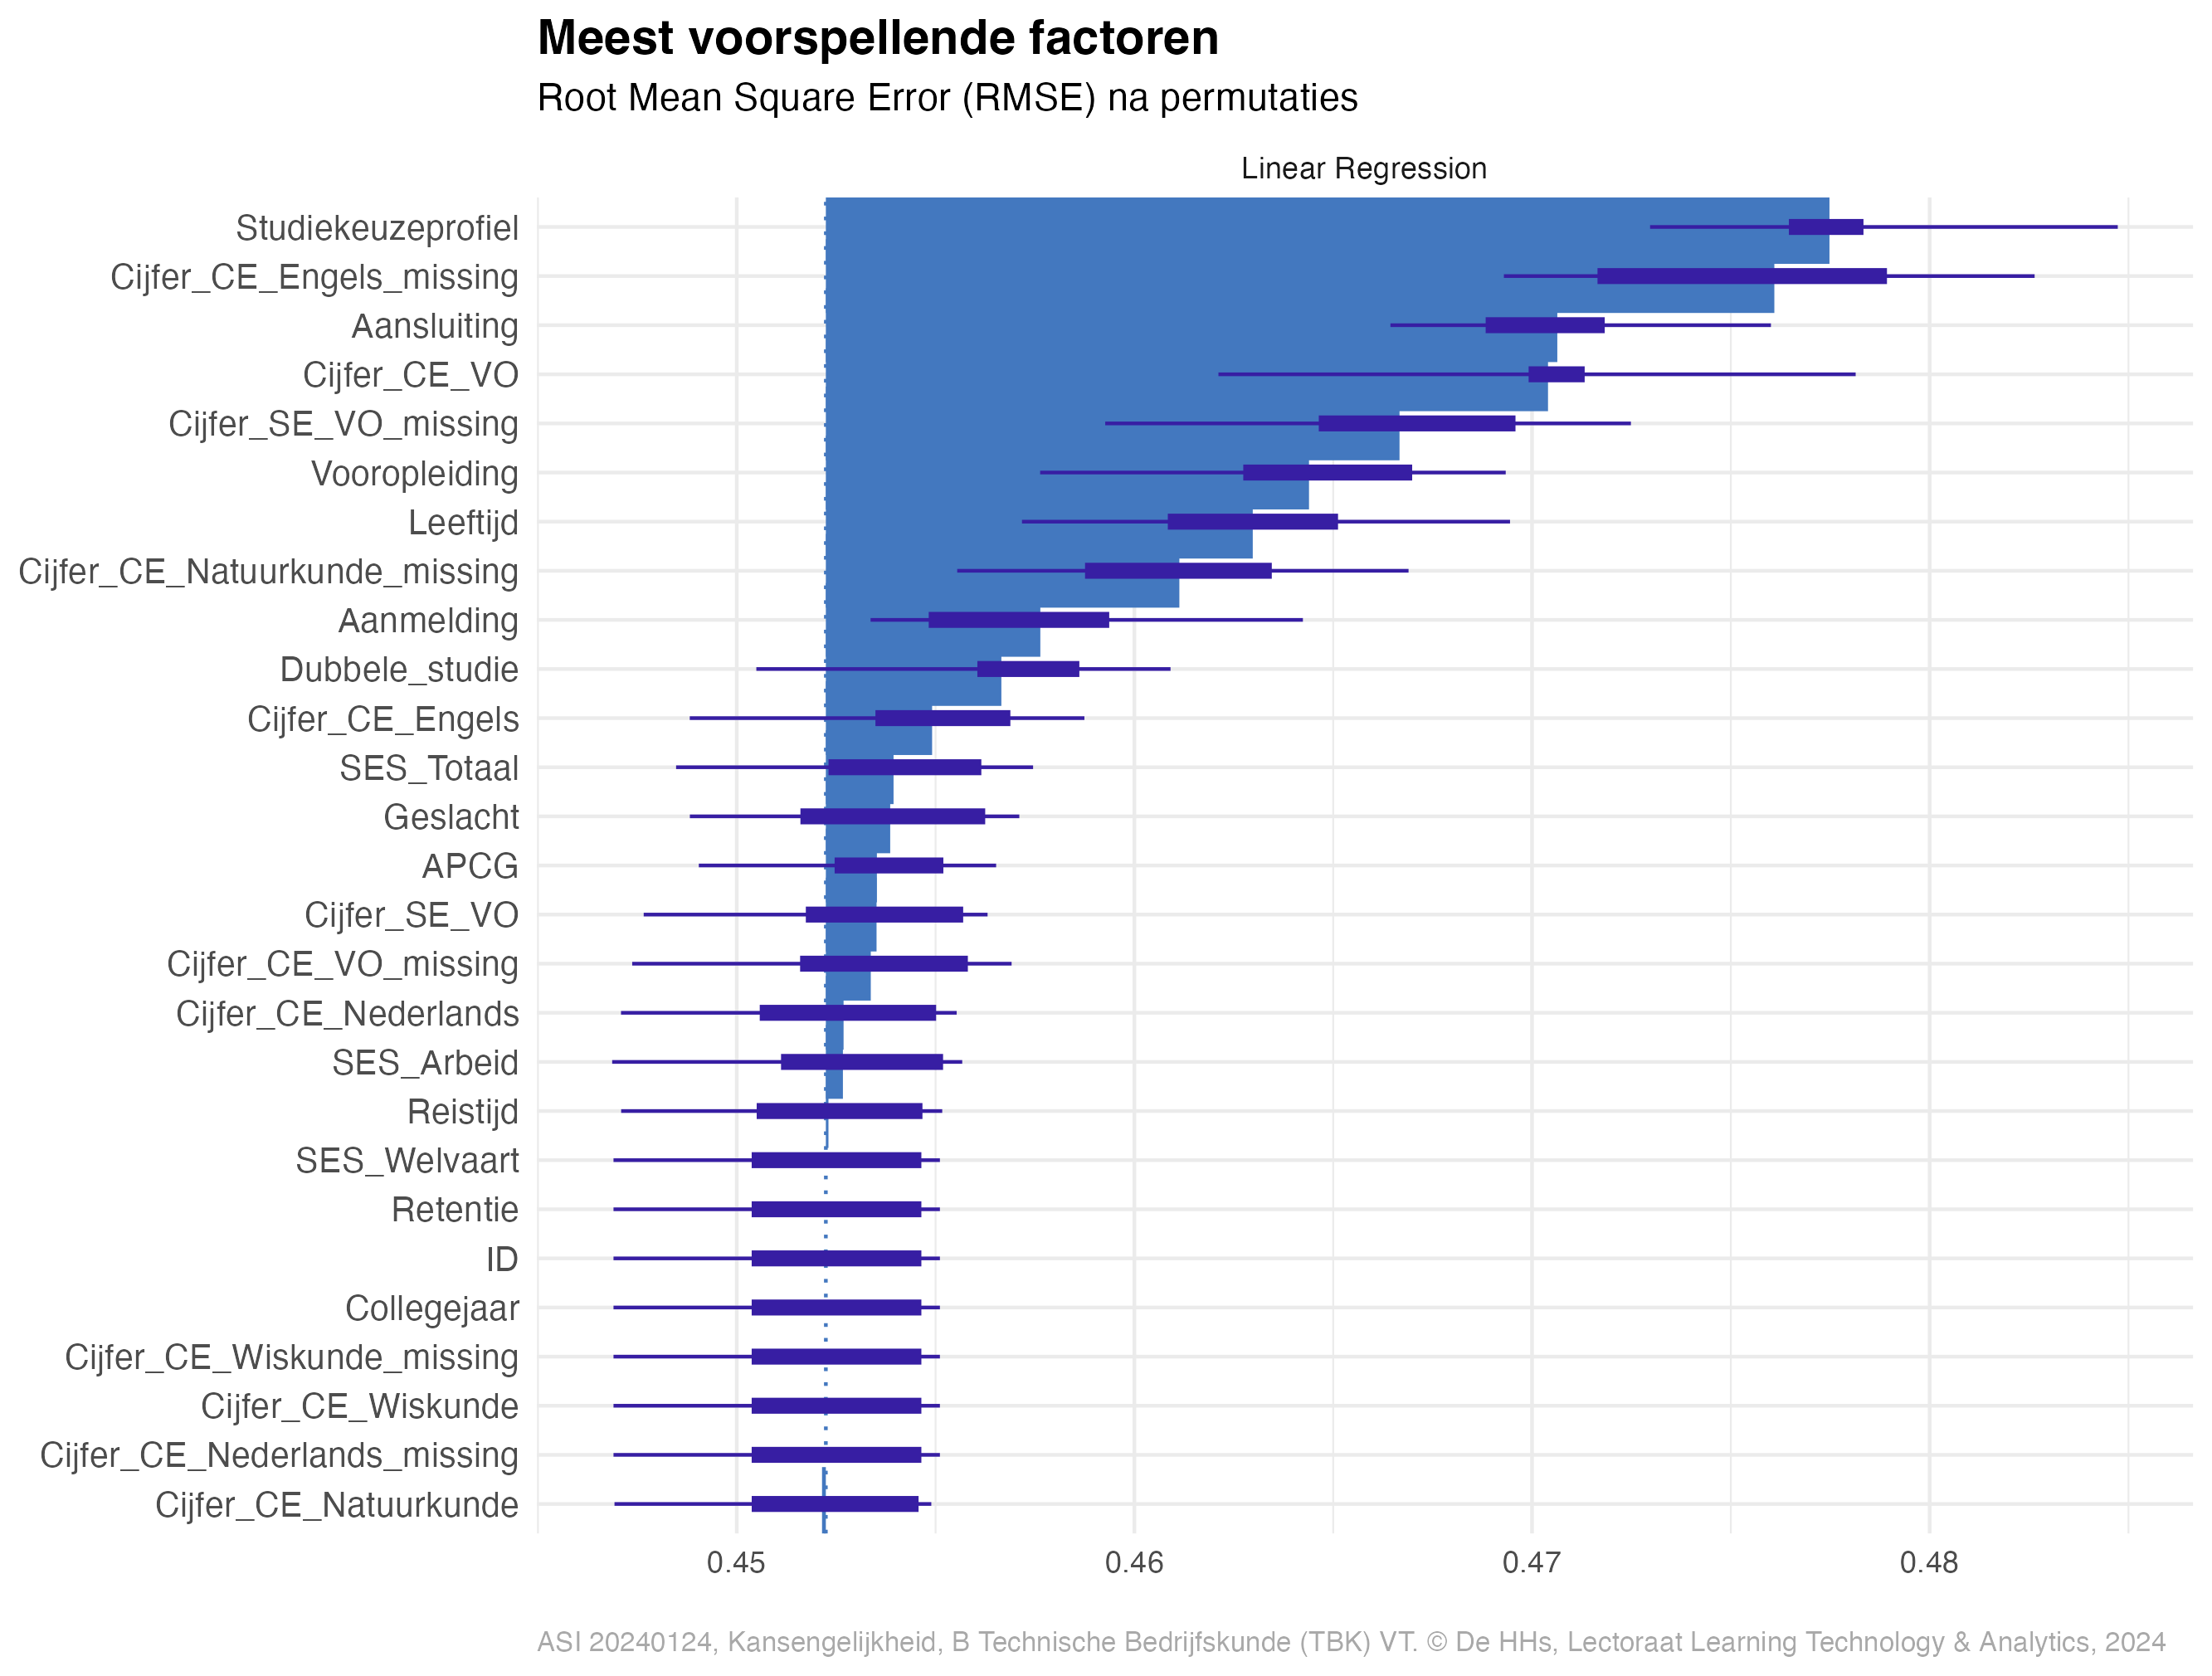 Meest voorspellende factoren
Root Mean Square Error (RMSE) na permutaties
Linear Regression
Studiekeuzeprofiel
Cijfer_CE_Engels_missing
Aansluiting
Cijfer_CE_VO
Cijfer_SE_VO_missing
Vooropleiding
Leeftijd
Cijfer_CE_Natuurkunde_missing
Aanmelding
Dubbele_studie
Cijfer_CE_Engels
SES_Totaal
Geslacht
APCG
Cijfer_SE_VO
Cijfer_CE_VO_missing
Cijfer_CE_Nederlands
SES_Arbeid
Reistijd
SES_Welvaart
Retentie
ID
Collegejaar
Cijfer_CE_Wiskunde_missing
Cijfer_CE_Wiskunde
Cijfer_CE_Nederlands_missing
Cijfer_CE_Natuurkunde
0.45 0.46 0.47 0.48
ASI 20240124, Kansengelijkheid, B Technische Bedrijfskunde (TBK) VT. © De HHs, Lectoraat Learning Technology & Analytics, 2024